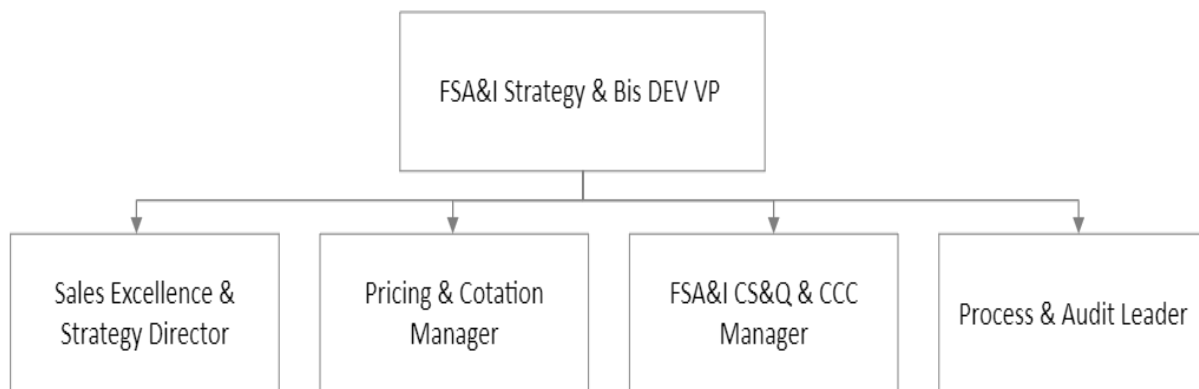 FSA&I Strategy & Bis DEV VP
Sales Excellence &
Strategy Director
Pricing & Cotation
Manager
FSA&I CS&Q & CCC
Manager
Process & Audit Leader